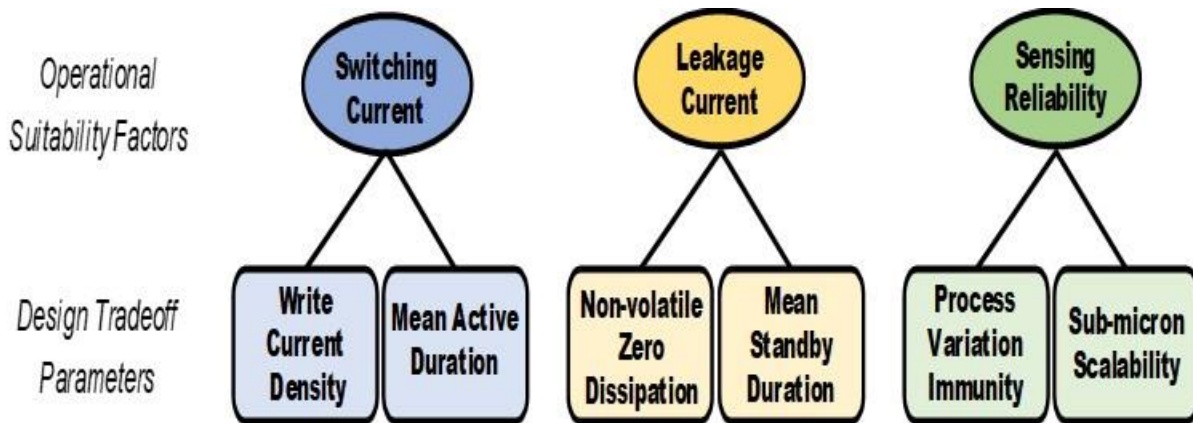 Operational
Suitability Factors
Switching
Current
Leakage
Current
Sensing
Reliability
Design Tradeoff
Parameters
Write
Current
Density
Mean Active
Duration
Non-volatile
Zero
Dissipation
Mean
Standby
Duration
Process
Variation
Immunity
Sub-micron
Scalability